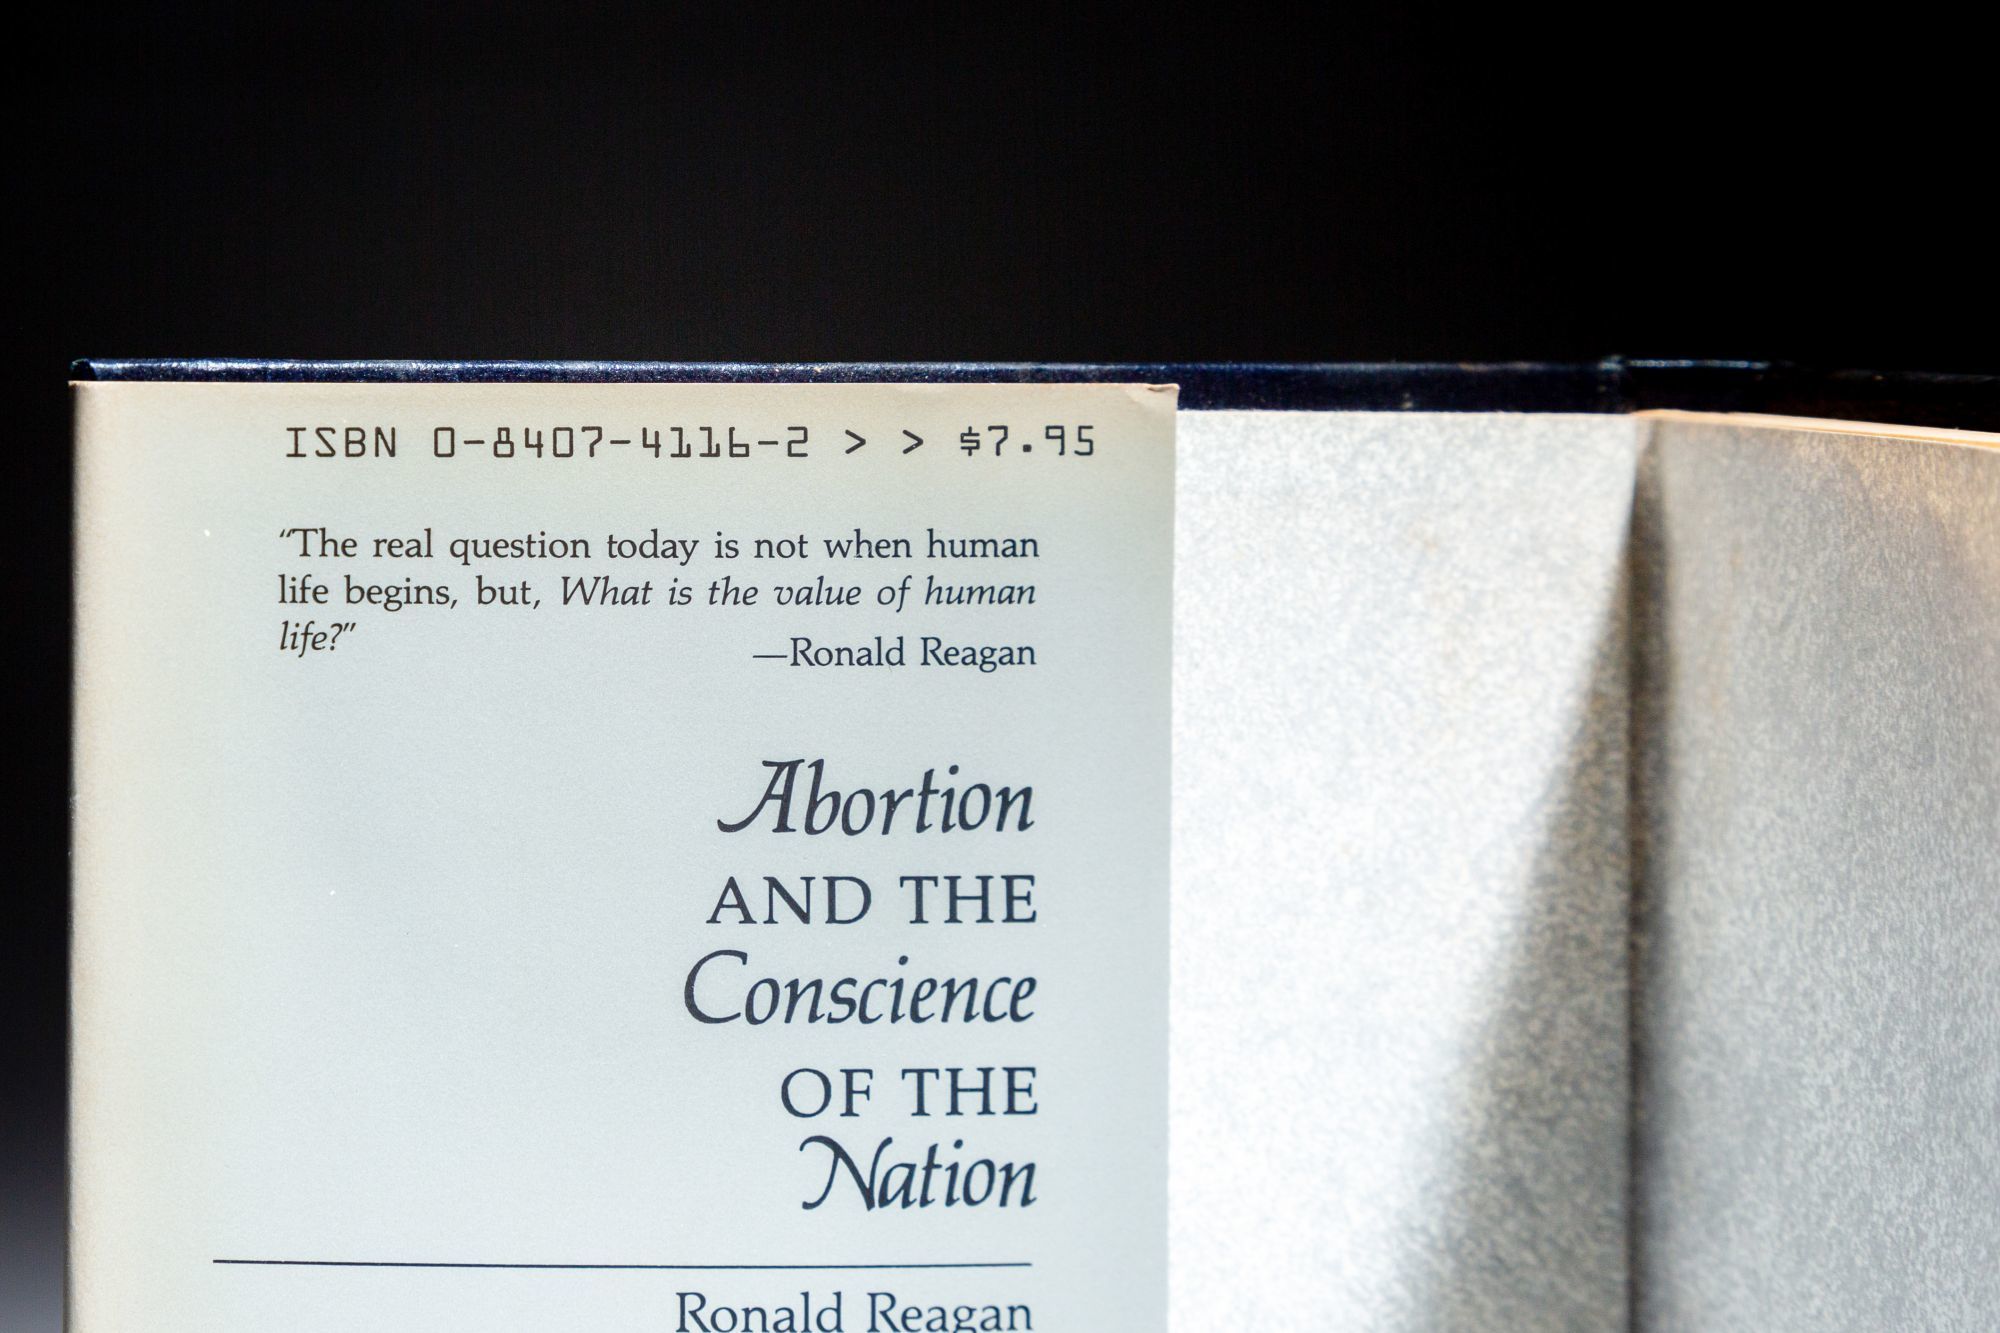 ISBN 0-8407-4116-2 > > $7.95
“The real question today is not when human
life begins, but, What is the value of human
life?”
—Ronald Reagan
Abortion
AND THE
Conscience
OF THE
Nation
Ronald Reagan